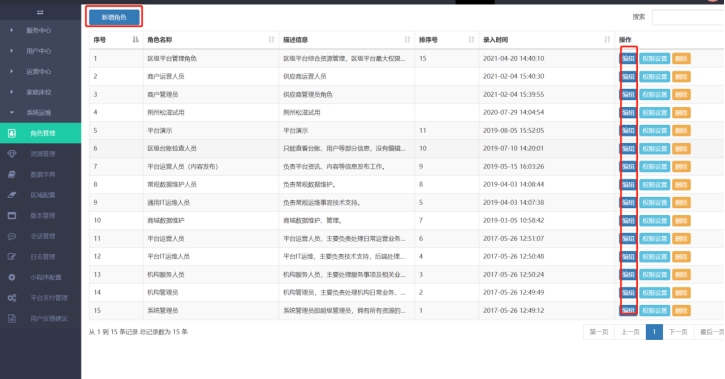 新增角色
搜索
服务中心
用户中心
运营中心
家庭床位
系统运维
角色管理
资源管理
数据字典
区域配置
版本管理
会话管理
日志管理
小程序配置
平台支付管理
用户反馈建议
序号 角色名称 描述信息 排序号 录入时间 操作
1 区级平台管理角色 区级平台综合资源管理，区级平台最大权限... 15 2021-04-20 14:40:10 编辑 权限设置 删除
2 商户运营人员 供应商运营人员 2021-02-04 15:40:30 编辑 权限设置 删除
3 商户管理员 供应商管理员角色 2021-02-04 15:39:55 编辑 权限设置 删除
4 荆州松滋试用 荆州松滋试用 2020-07-29 14:04:54 编辑 权限设置 删除
5 平台演示 平台演示 11 2019-08-05 15:52:05 编辑 权限设置 删除
6 区级台账检查人员 只能查看台账、用户等部分信息，没有编辑... 10 2019-07-10 14:20:01 编辑 权限设置 删除
7 平台运营人员（内容发布） 负责平台资讯、内容等信息发布工作。 9 2019-05-15 16:03:26 编辑 权限设置 删除
8 常规数据维护人员 负责常规数据维护。 8 2019-04-03 14:08:44 编辑 权限设置 删除
9 通用IT运维人员 负责常规运维事宜技术支持。 5 2019-04-03 14:07:38 编辑 权限设置 删除
10 商城数据维护 商城数据维护、管理。 7 2019-03-05 10:58:42 编辑 权限设置 删除
11 平台运营人员 平台运营人员，主要负责处理日常运营业务... 6 2017-05-26 12:51:07 编辑 权限设置 删除
12 平台IT运维人员 平台IT运维，主要负责技术支持、后端处理... 4 2017-05-26 12:50:48 编辑 权限设置 删除
13 机构服务人员 机构服务人员，主要处理服务事项及相关业... 3 2017-05-26 12:50:24 编辑 权限设置 删除
14 机构管理员 机构管理员，主要负责处理机构日常业务、... 2 2017-05-26 12:49:49 编辑 权限设置 删除
15 系统管理员 系统管理员即超级管理员，拥有所有资源的... 1 2017-05-26 12:49:12 编辑 权限设置 删除
从 1 到 15 条记录 总记录数为 15 条
第一页 上一页 1 下一页 最后一页